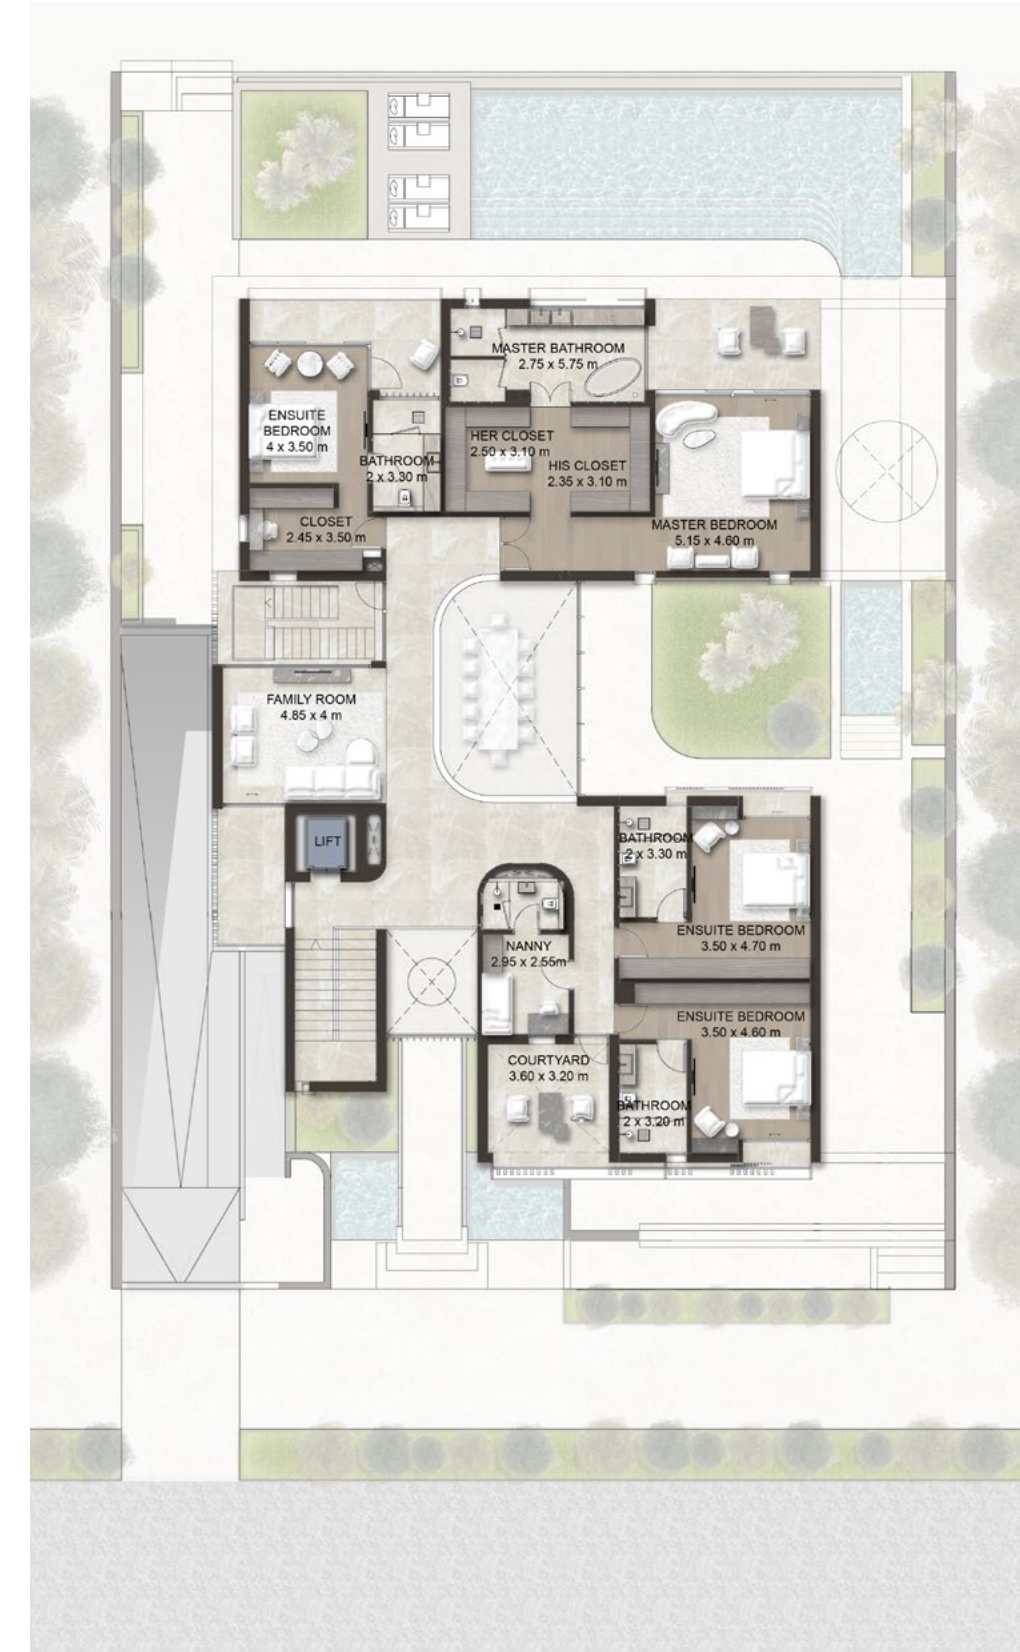 MASTER BATHROOM
2.75 x 5.75 m
ENSUITE
BEDROOM
4 x 3.50 m
BATHROOM
2 x 3.30 m
HER CLOSET
2.50 x 3.10 m
HIS CLOSET
2.35 x 3.10 m
CLOSET
2.45 x 3.50 m
MASTER BEDROOM
5.15 x 4.60 m
FAMILY ROOM
4.85 x 4 m
LIFT
BATHROOM
2 x 3.30 m
ENSUITE BEDROOM
3.50 x 4.70 m
NANNY
2.95 x 2.55m
ENSUITE BEDROOM
3.50 x 4.60 m
COURTYARD
3.60 x 3.20 m
BATHROOM
2 x 3.20 m